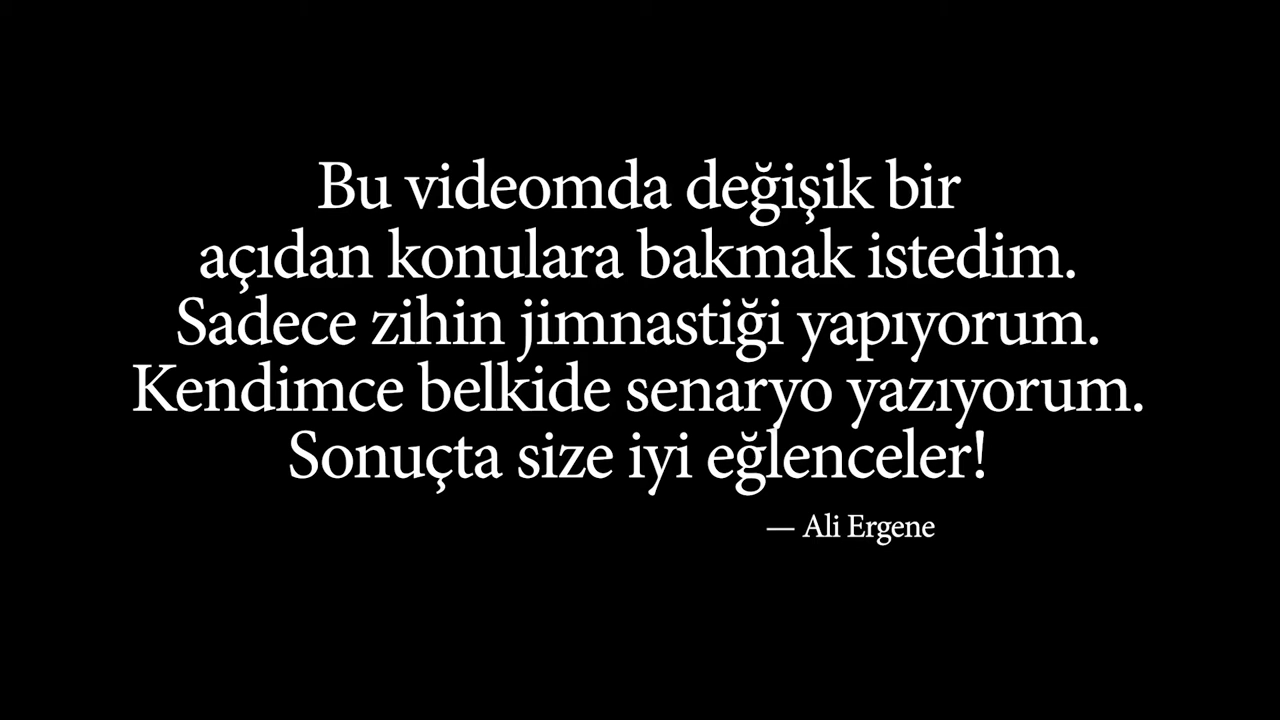 Bu videomda değişik bir
açıdan konulara bakmak istedim.
Sadece zihin jimnastiği yapıyorum.
Kendimce belkide senaryo yazıyorum.
Sonuçta size iyi eğlenceler!
— Ali Ergene